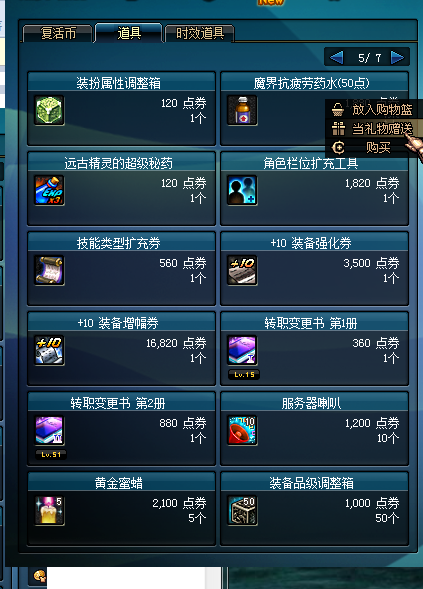 New
复活币 道具 时效道具
5/ 7
装扮属性调整箱
120 点券
1个
魔界抗疲劳药水(50点)
放入购物篮
当礼物赠送
购买
远古精灵的超级秘药
EXP
x3
120 点券
1个
角色栏位扩充工具
1,820 点券
1个
技能类型扩充券
560 点券
1个
+10 装备强化券
+10
3,500 点券
1个
+10 装备增幅券
+10
16,820 点券
1个
转职变更书 第1册
I
Lv.15
360 点券
1个
转职变更书 第2册
II
Lv.51
880 点券
1个
服务器喇叭
10
1,200 点券
10个
黄金蜜蜡
5
2,100 点券
5个
装备品级调整箱
50
1,000 点券
50个